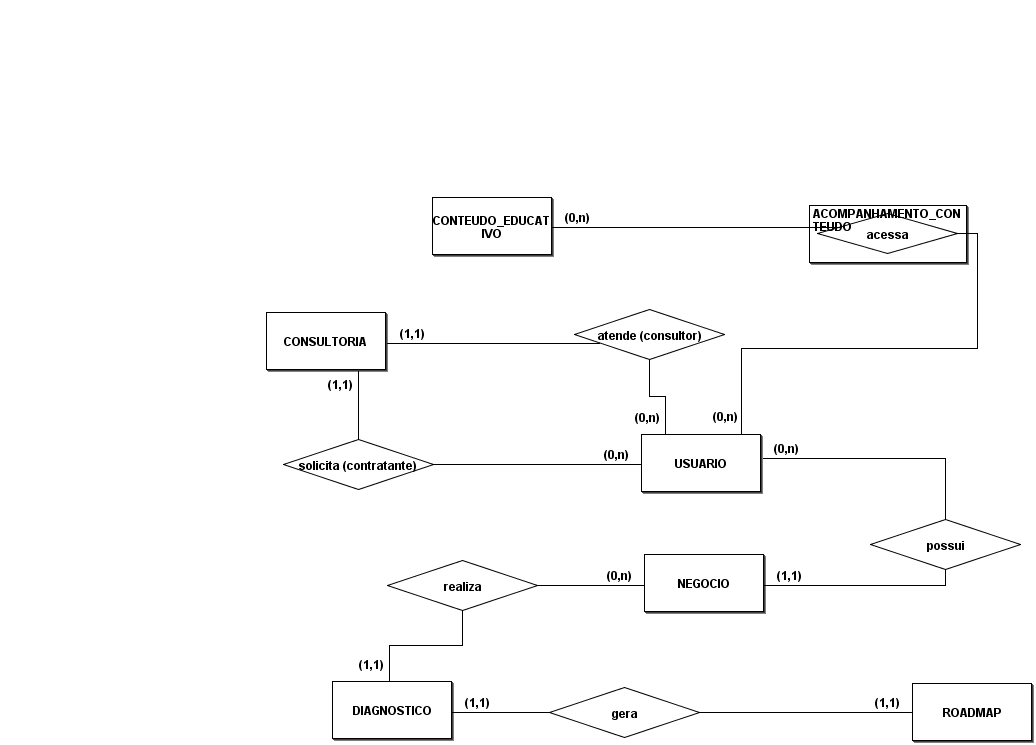 CONTEUDO_EDUCAT
IVO
(0,n)
ACOMPANHAMENTO_CON
TEUDO
acessa
CONSULTORIA
(1,1)
atende (consultor)
(1,1)
(0,n)
(0,n)
solicita (contratante)
(0,n)
USUARIO
(0,n)
possui
realiza
(0,n)
NEGOCIO
(1,1)
(1,1)
DIAGNOSTICO
(1,1)
gera
(1,1)
ROADMAP